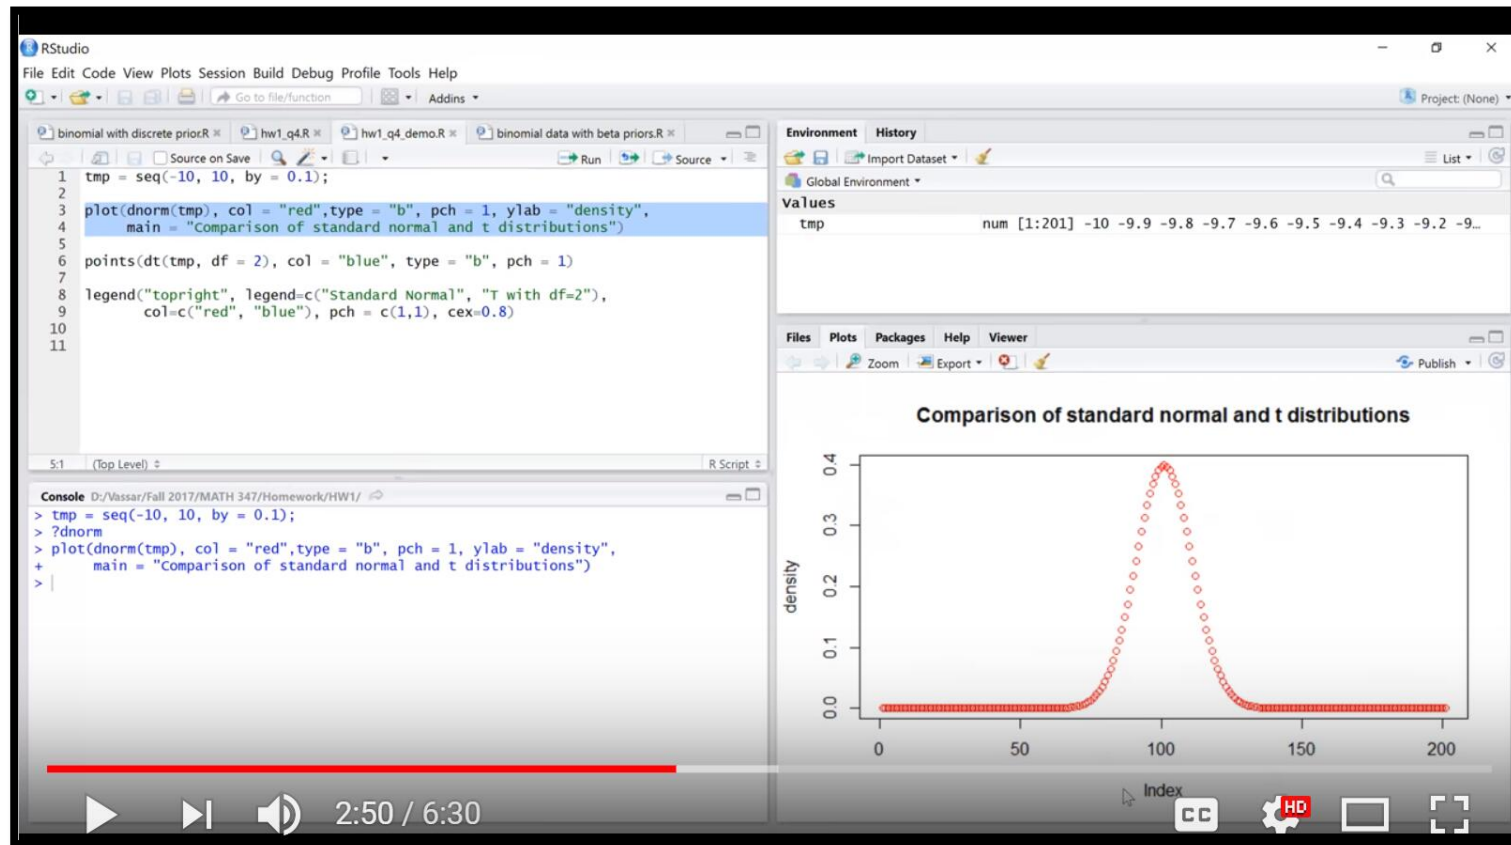 RStudio
File Edit Code View Plots Session Build Debug Profile Tools Help
Go to file/function Addins Project: (None)
binomial with discrete prior.R hw1_q4.R hw1_q4_demo.R binomial data with beta priors.R
Source on Save Run Source
1 tmp = seq(-10, 10, by = 0.1);
2
3 plot(dnorm(tmp), col = "red",type = "b", pch = 1, ylab = "density",
4 main = "Comparison of standard normal and t distributions")
5
6 points(dt(tmp, df = 2), col = "blue", type = "b", pch = 1)
7
8 legend("topright", legend=c("Standard Normal", "T with df=2"),
9 col=c("red", "blue"), pch = c(1,1), cex=0.8)
10
11
5:1 (Top Level) R Script
Console D:/Vassar/Fall 2017/MATH 347/Homework/HW1/
> tmp = seq(-10, 10, by = 0.1);
> ?dnorm
> plot(dnorm(tmp), col = "red",type = "b", pch = 1, ylab = "density",
+ main = "Comparison of standard normal and t distributions")
>
Environment History
Import Dataset List
Global Environment
Values
tmp num [1:201] -10 -9.9 -9.8 -9.7 -9.6 -9.5 -9.4 -9.3 -9.2 -9...
Files Plots Packages Help Viewer
Zoom Export Publish
Comparison of standard normal and t distributions
density
0.4
0.3
0.2
0.1
0.0
0 50 100 150 200
Index
2:50 / 6:30
CC HD